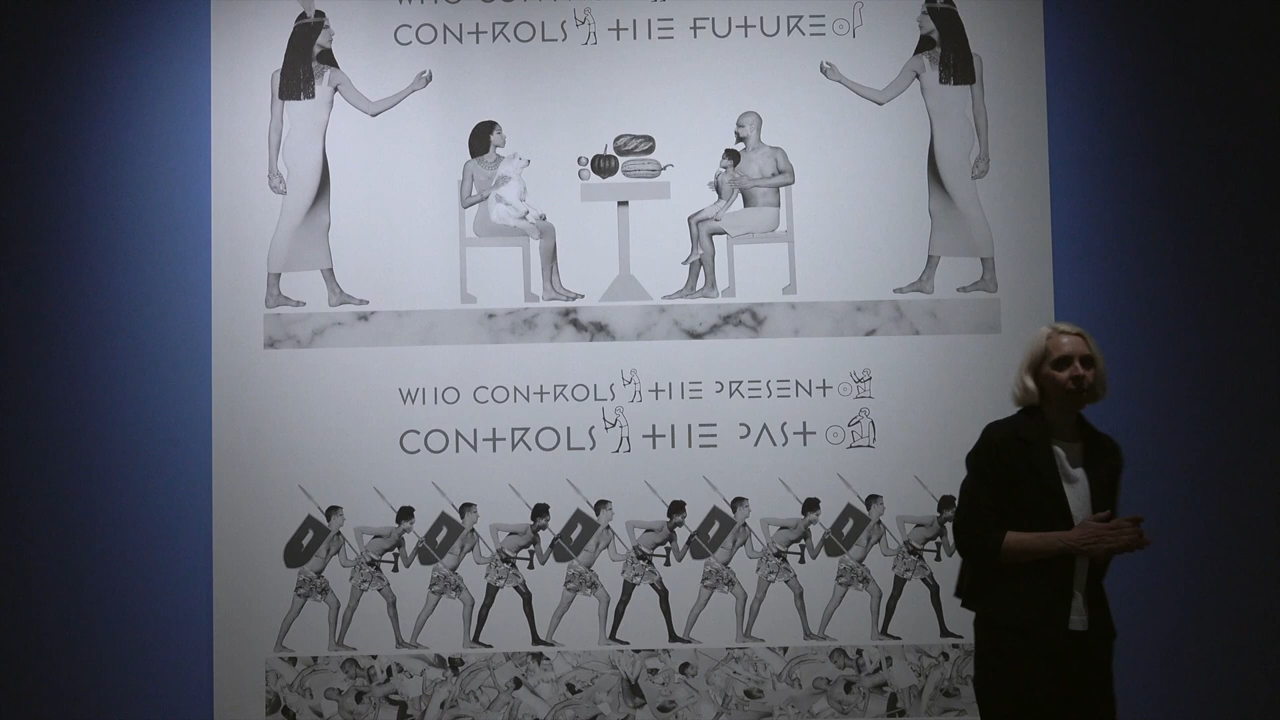 CONTROLS THE FUTURE
WHO CONTROLS THE PRESENT
CONTROLS THE PAST